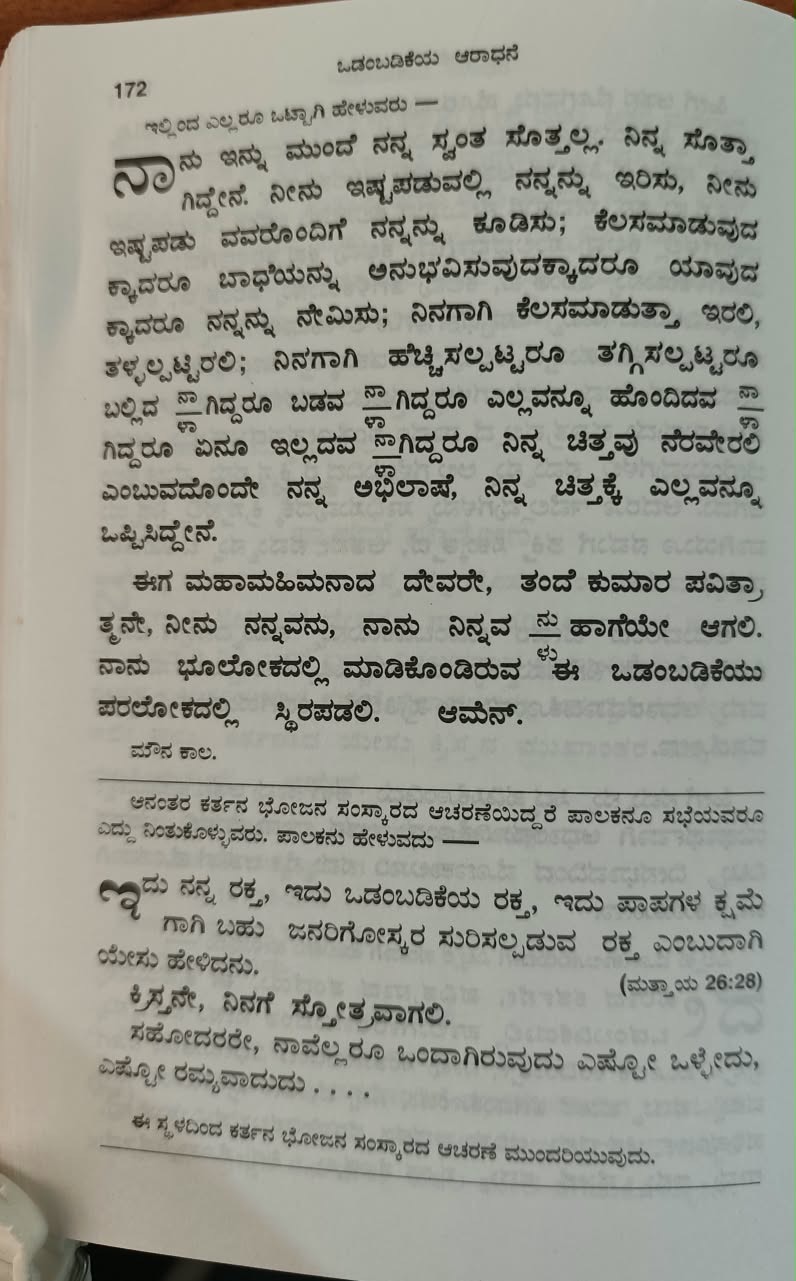 ಒಡಂಬಡಿಕೆಯ ಆರಾಧನೆ
172
ಇಲ್ಲಿಂದ ಎಲ್ಲರೂ ಒಟ್ಟಾಗಿ ಹೇಳುವರು —
ನಾನು ಇನ್ನು ಮುಂದೆ ನನ್ನ ಸ್ವಂತ ಸೊತ್ತಲ್ಲ. ನಿನ್ನ ಸೊತ್ತಾ
ಗಿದ್ದೇನೆ. ನೀನು ಇಷ್ಟಪಡುವಲ್ಲಿ ನನ್ನನ್ನು ಇರಿಸು, ನೀನು
ಇಷ್ಟಪಡು ವವರೊಂದಿಗೆ ನನ್ನನ್ನು ಕೂಡಿಸು; ಕೆಲಸಮಾಡುವುದ
ಕ್ಕಾದರೂ ಬಾಧೆಯನ್ನು ಅನುಭವಿಸುವುದಕ್ಕಾದರೂ ಯಾವುದ
ಕ್ಕಾದರೂ ನನ್ನನ್ನು ನೇಮಿಸು; ನಿನಗಾಗಿ ಕೆಲಸಮಾಡುತ್ತಾ ಇರಲಿ,
ತಳ್ಳಲ್ಪಟ್ಟಿರಲಿ; ನಿನಗಾಗಿ ಹೆಚ್ಚಿಸಲ್ಪಟ್ಟರೂ ತಗ್ಗಿಸಲ್ಪಟ್ಟರೂ
ಬಲ್ಲಿದ ನಾ/ಳಾ ಗಿದ್ದರೂ ಬಡವ ನಾ/ಳಾ ಗಿದ್ದರೂ ಎಲ್ಲವನ್ನೂ ಹೊಂದಿದವ ನಾ/ಳಾ
ಗಿದ್ದರೂ ಏನೂ ಇಲ್ಲದವ ನಾ/ಳಾ ಗಿದ್ದರೂ ನಿನ್ನ ಚಿತ್ತವು ನೆರವೇರಲಿ
ಎಂಬುವದೊಂದೇ ನನ್ನ ಅಭಿಲಾಷೆ, ನಿನ್ನ ಚಿತ್ತಕ್ಕೆ ಎಲ್ಲವನ್ನೂ
ಒಪ್ಪಿಸಿದ್ದೇನೆ.
ಈಗ ಮಹಾಮಹಿಮನಾದ ದೇವರೇ, ತಂದೆ ಕುಮಾರ ಪವಿತ್ರಾ
ತ್ಮನೇ, ನೀನು ನನ್ನವನು, ನಾನು ನಿನ್ನವ ನು/ಳು ಹಾಗೆಯೇ ಆಗಲಿ.
ನಾನು ಭೂಲೋಕದಲ್ಲಿ ಮಾಡಿಕೊಂಡಿರುವ ಈ ಒಡಂಬಡಿಕೆಯು
ಪರಲೋಕದಲ್ಲಿ ಸ್ಥಿರಪಡಲಿ. ಆಮೆನ್.
ಮೌನ ಕಾಲ.
ಆನಂತರ ಕರ್ತನ ಭೋಜನ ಸಂಸ್ಕಾರದ ಆಚರಣೆಯಿದ್ದರೆ ಪಾಲಕನೂ ಸಭೆಯವರೂ
ಎದ್ದು ನಿಂತುಕೊಳ್ಳುವರು. ಪಾಲಕನು ಹೇಳುವದು —
ಇದು ನನ್ನ ರಕ್ತ, ಇದು ಒಡಂಬಡಿಕೆಯ ರಕ್ತ, ಇದು ಪಾಪಗಳ ಕ್ಷಮೆ
ಗಾಗಿ ಬಹು ಜನರಿಗೋಸ್ಕರ ಸುರಿಸಲ್ಪಡುವ ರಕ್ತ ಎಂಬುದಾಗಿ
ಯೇಸು ಹೇಳಿದನು.
(ಮತ್ತಾಯ 26:28)
ಕ್ರಿಸ್ತನೇ, ನಿನಗೆ ಸ್ತೋತ್ರವಾಗಲಿ.
ಸಹೋದರರೇ, ನಾವೆಲ್ಲರೂ ಒಂದಾಗಿರುವುದು ಎಷ್ಟೋ ಒಳ್ಳೇದು,
ಎಷ್ಟೋ ರಮ್ಯವಾದುದು . . . .
ಈ ಸ್ಥಳದಿಂದ ಕರ್ತನ ಭೋಜನ ಸಂಸ್ಕಾರದ ಆಚರಣೆ ಮುಂದರಿಯುವುದು.